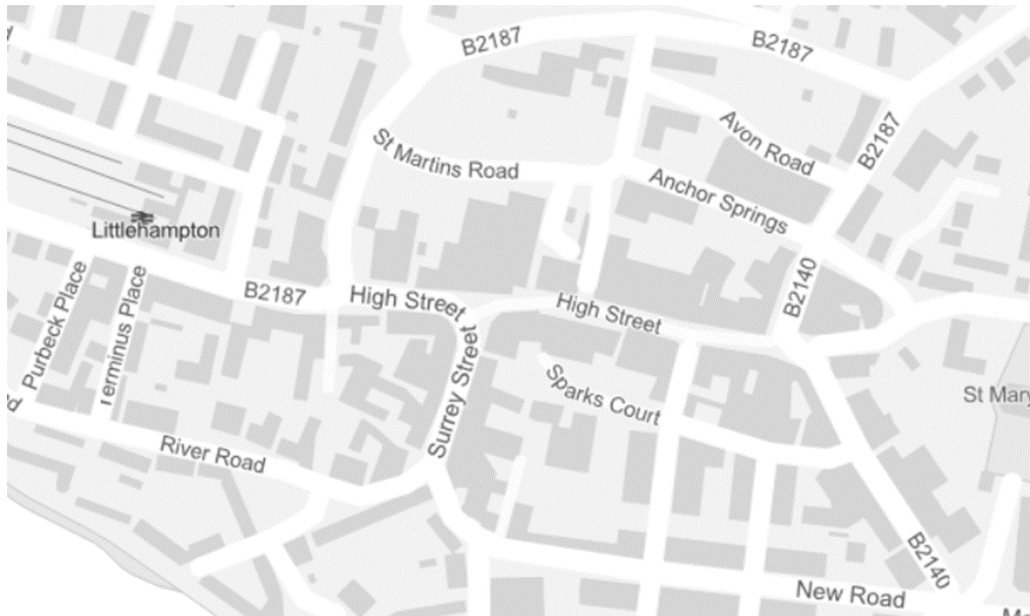 B2187
B2187
Avon Road
B2187
St Martins Road
Anchor Springs
Littlehampton
B2187
High Street
High Street
B2140
Purbeck Place
Terminus Place
Surrey Street
Sparks Court
St Mary
River Road
B2140
New Road